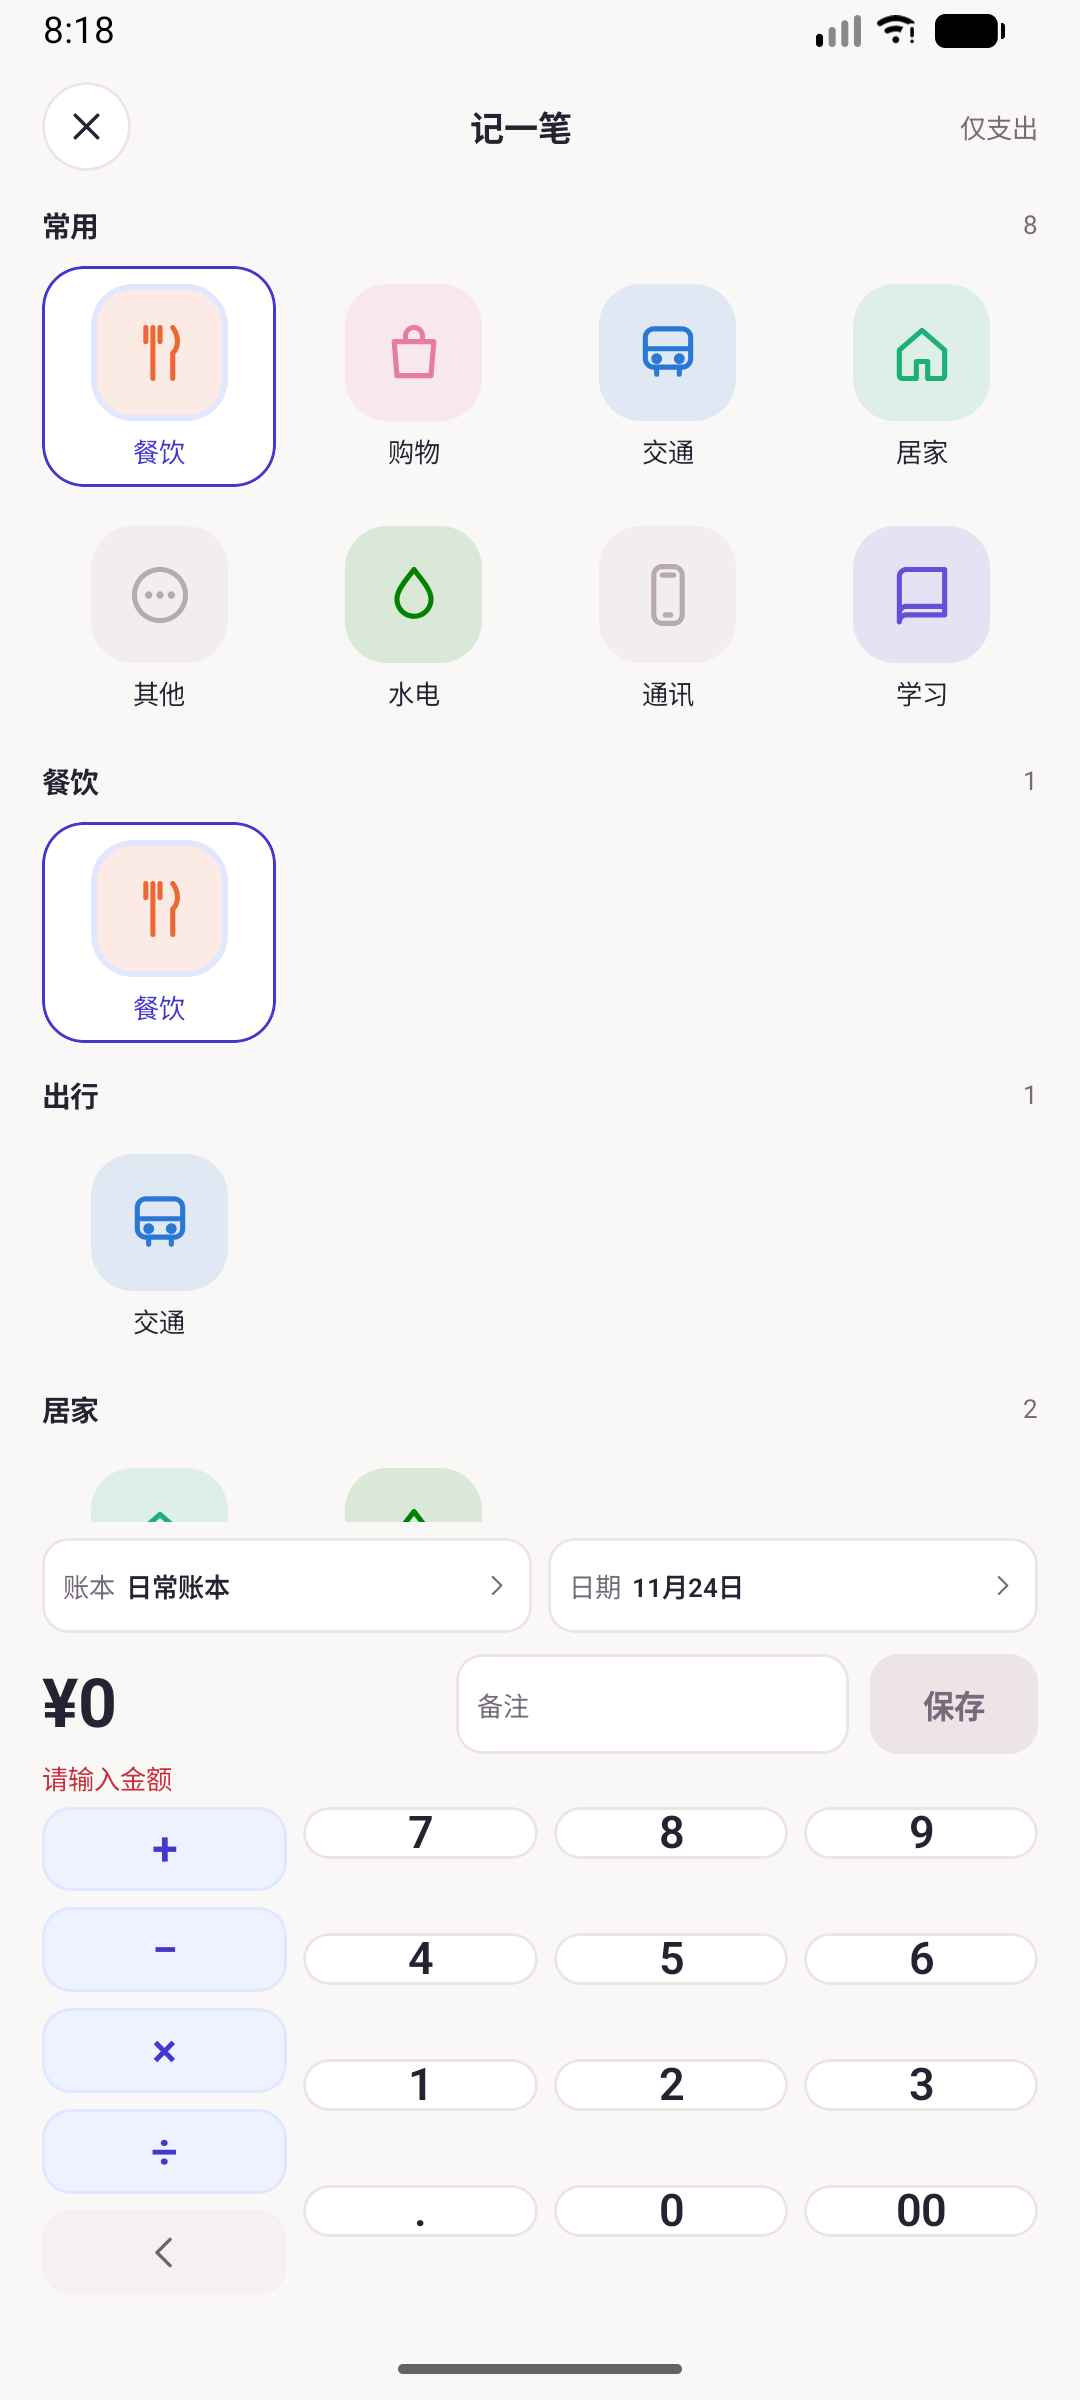 8:18
记一笔
仅支出
常用 8
餐饮 购物 交通 居家
其他 水电 通讯 学习
餐饮 1
餐饮
出行 1
交通
居家 2
账本 日常账本 日期 11月24日
¥0 备注 保存
请输入金额
+ 7 8 9
− 4 5 6
× 1 2 3
÷ . 0 00